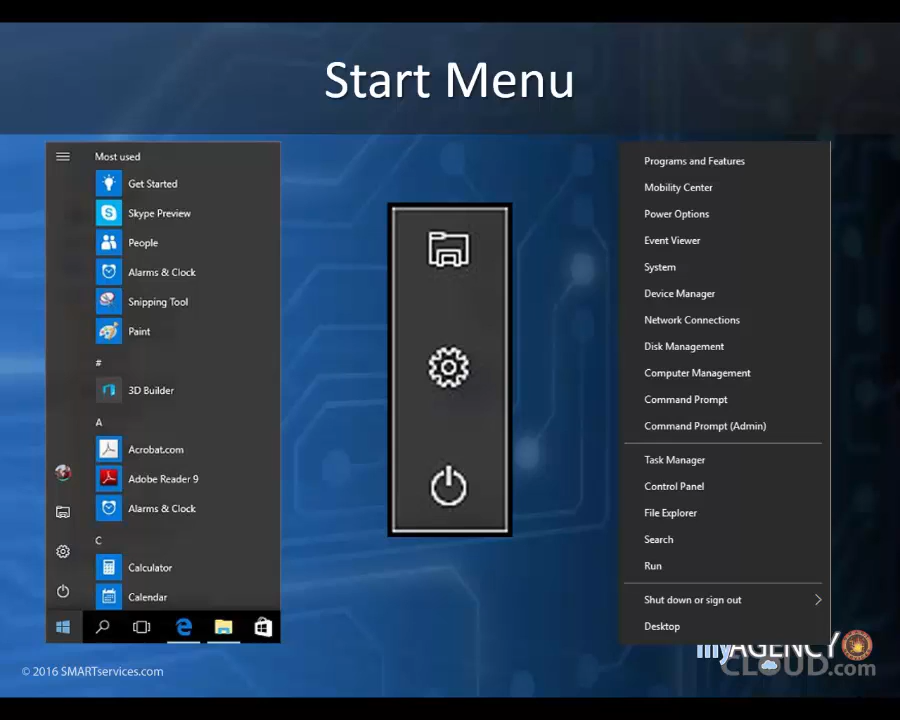 Start Menu
Most used
Get Started
Skype Preview
People
Alarms & Clock
Snipping Tool
Paint
#
3D Builder
A
Acrobat.com
Adobe Reader 9
Alarms & Clock
C
Calculator
Calendar
Programs and Features
Mobility Center
Power Options
Event Viewer
System
Device Manager
Network Connections
Disk Management
Computer Management
Command Prompt
Command Prompt (Admin)
Task Manager
Control Panel
File Explorer
Search
Run
Shut down or sign out
Desktop
© 2016 SMARTservices.com
myAGENCY
CLOUD.com